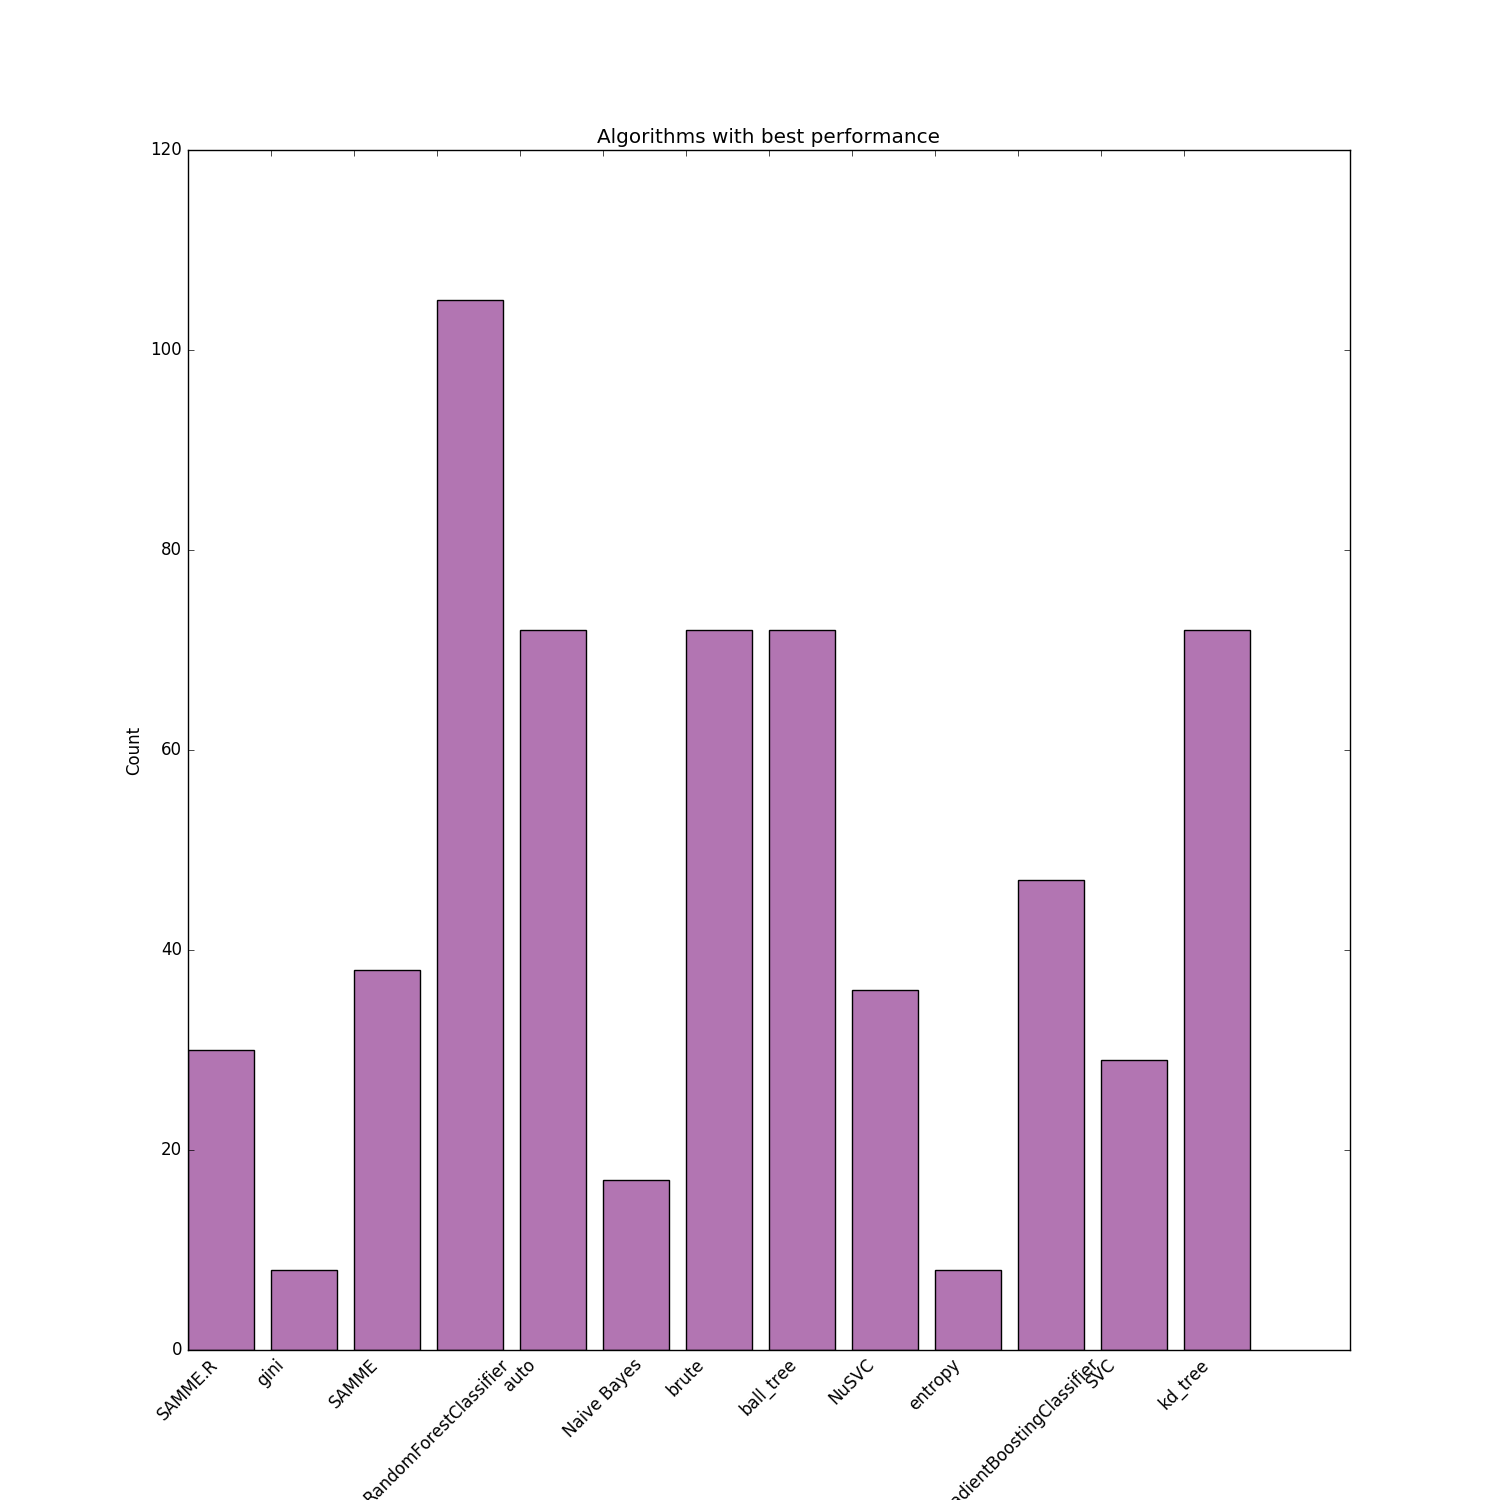 Algorithms with best performance
120
100
80
60
40
20
0
Count
SAMME.R
gini
SAMME
RandomForestClassifier
auto
Naive Bayes
brute
ball_tree
NuSVC
entropy
edientBoostingClassifier
SVC
kd_tree